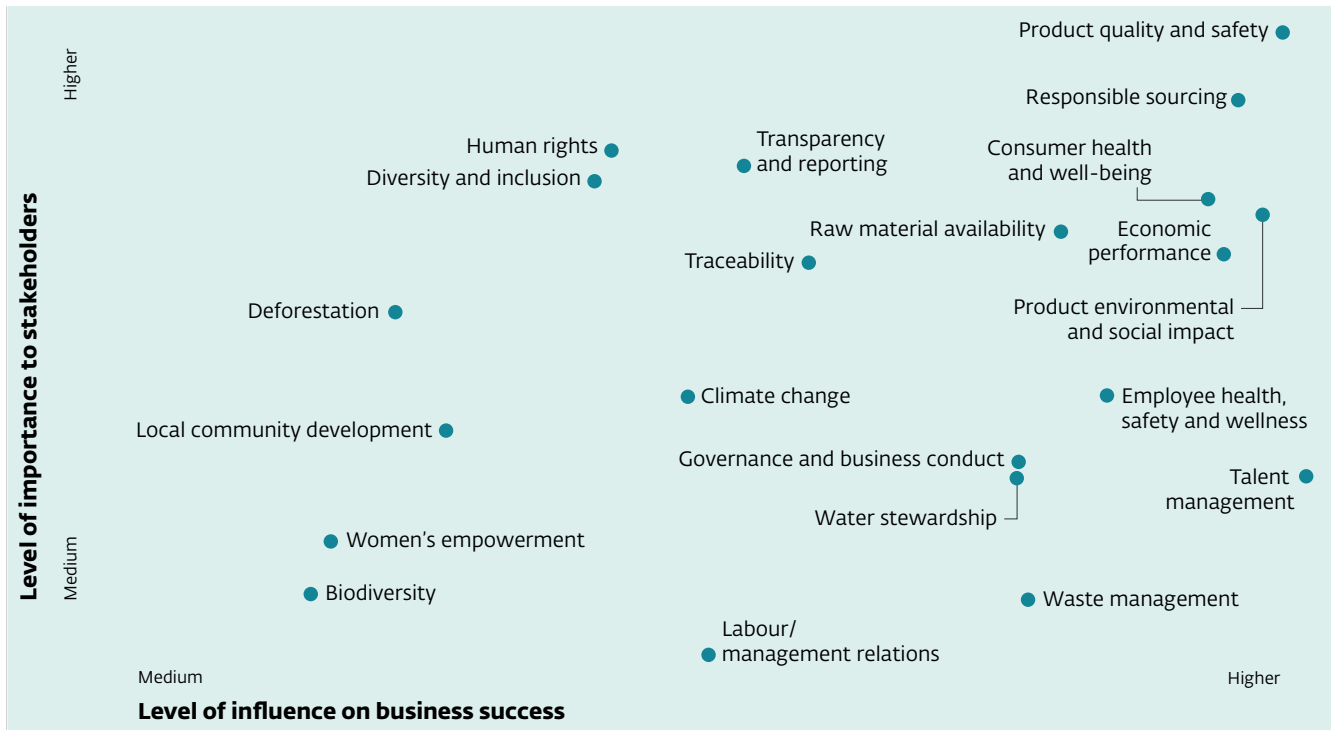 Product quality and safety
Higher
Responsible sourcing
Human rights
Transparency
and reporting
Consumer health
and well-being
Diversity and inclusion
Raw material availability
Economic
performance
Traceability
Level of importance to stakeholders
Deforestation
Product environmental
and social impact
Climate change
Employee health,
safety and wellness
Local community development
Governance and business conduct
Talent
management
Water stewardship
Women's empowerment
Medium
Biodiversity
Waste management
Labour/
management relations
Medium
Higher
Level of influence on business success